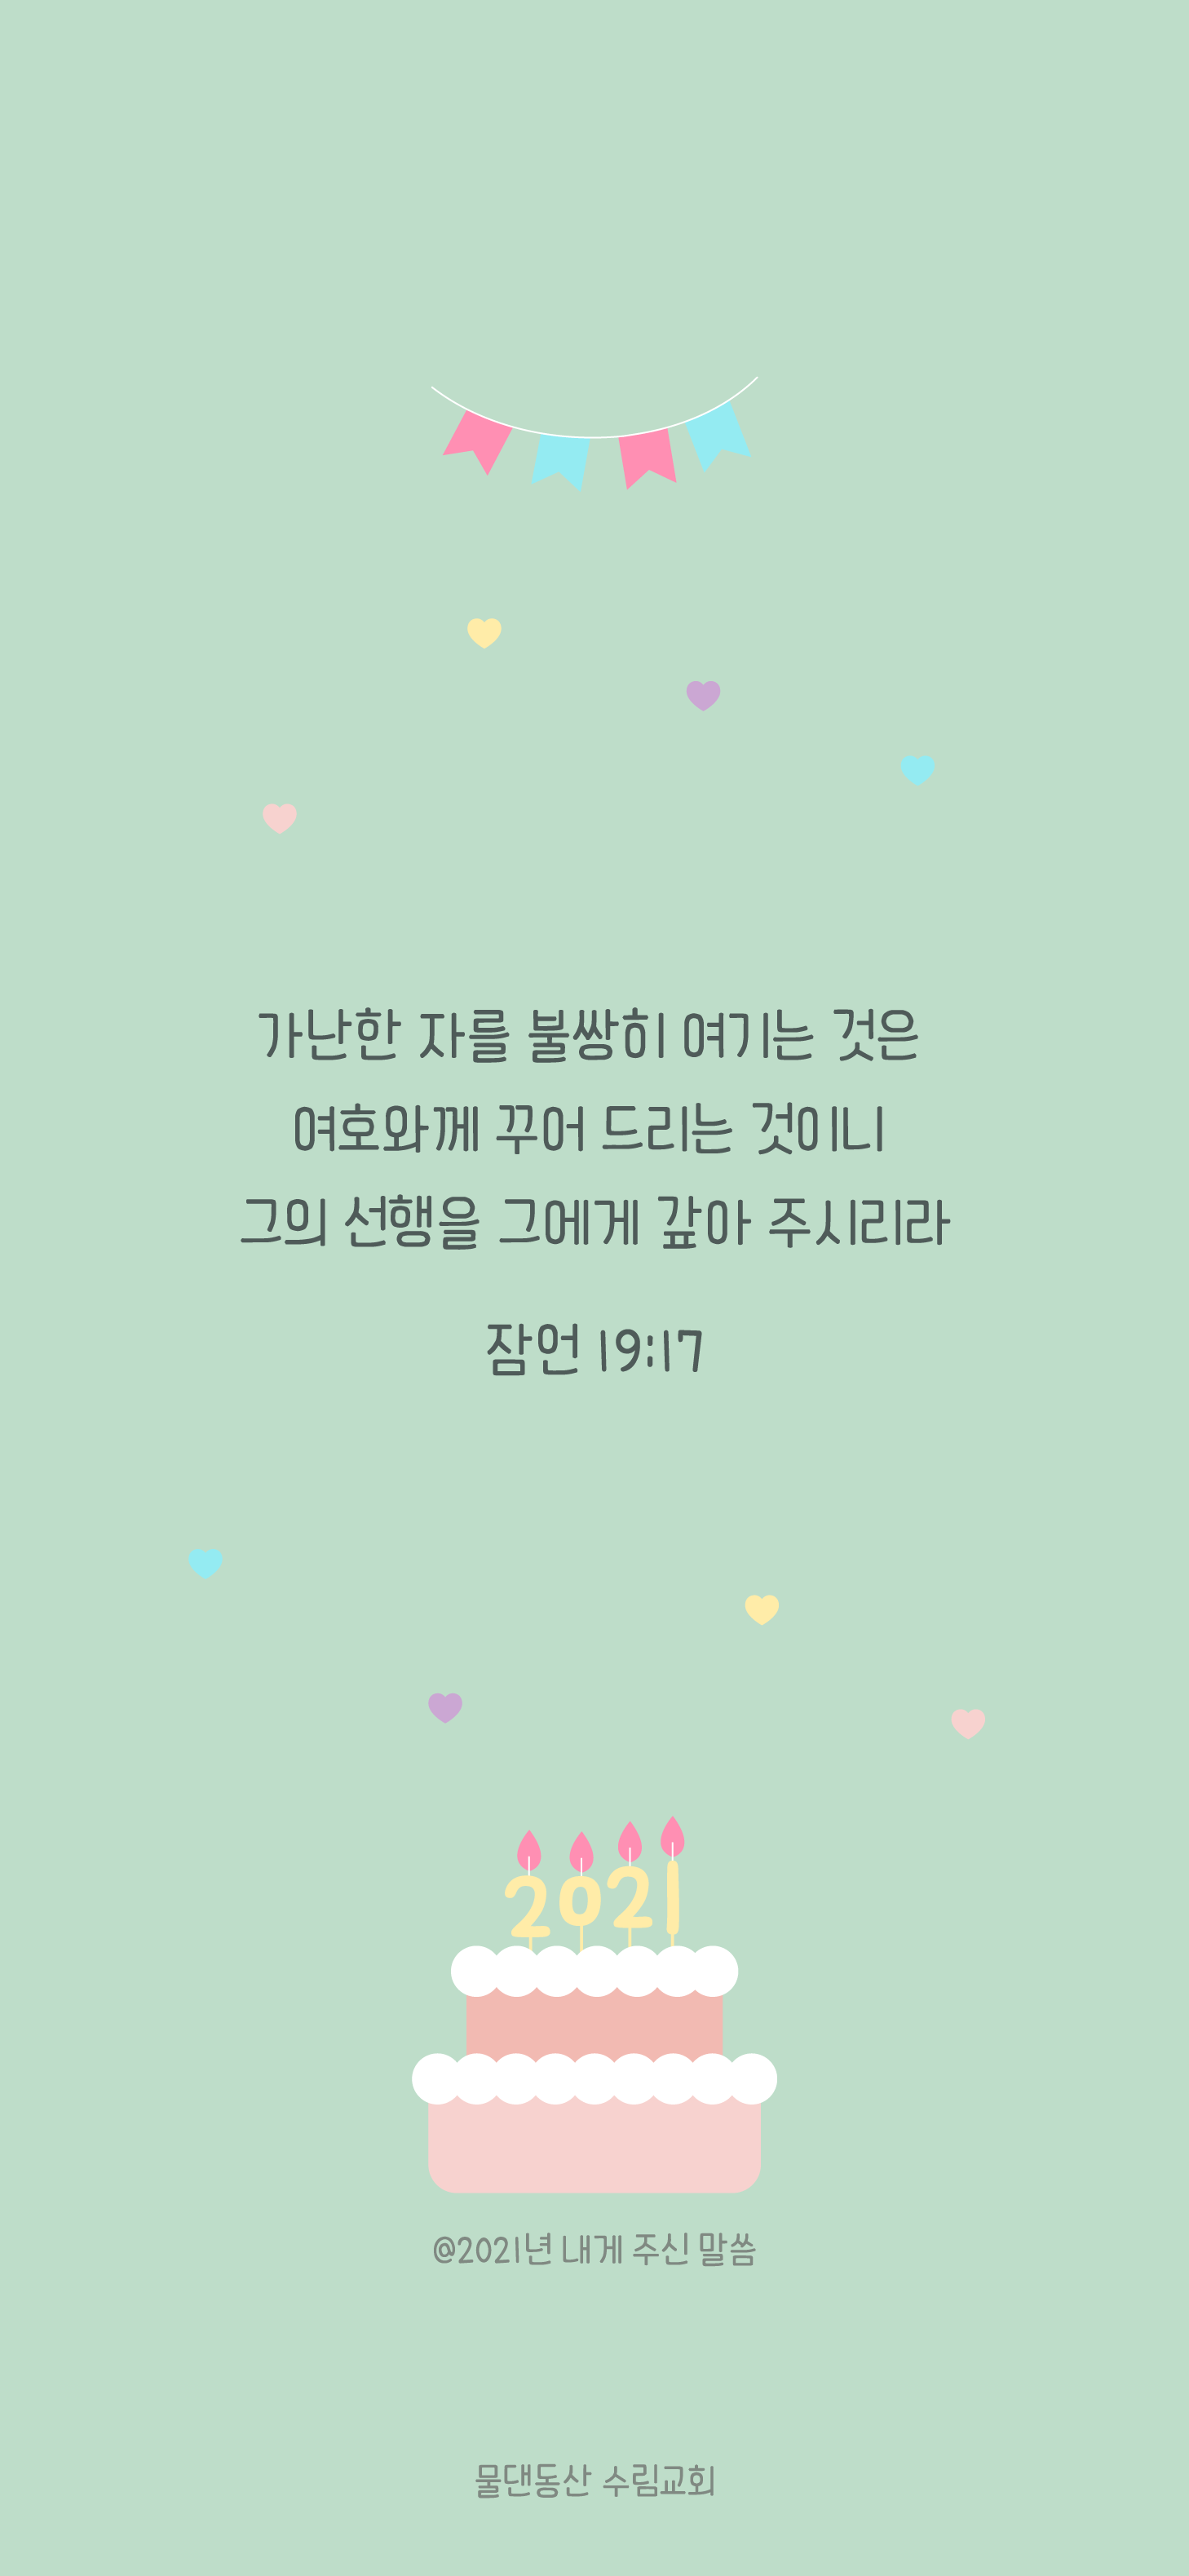 가난한 자를 불쌍히 여기는 것은
여호와께 꾸어 드리는 것이니
그의 선행을 그에게 갚아 주시리라
잠언 19:17
2021
@2021년 내게 주신 말씀
물댄동산 수림교회